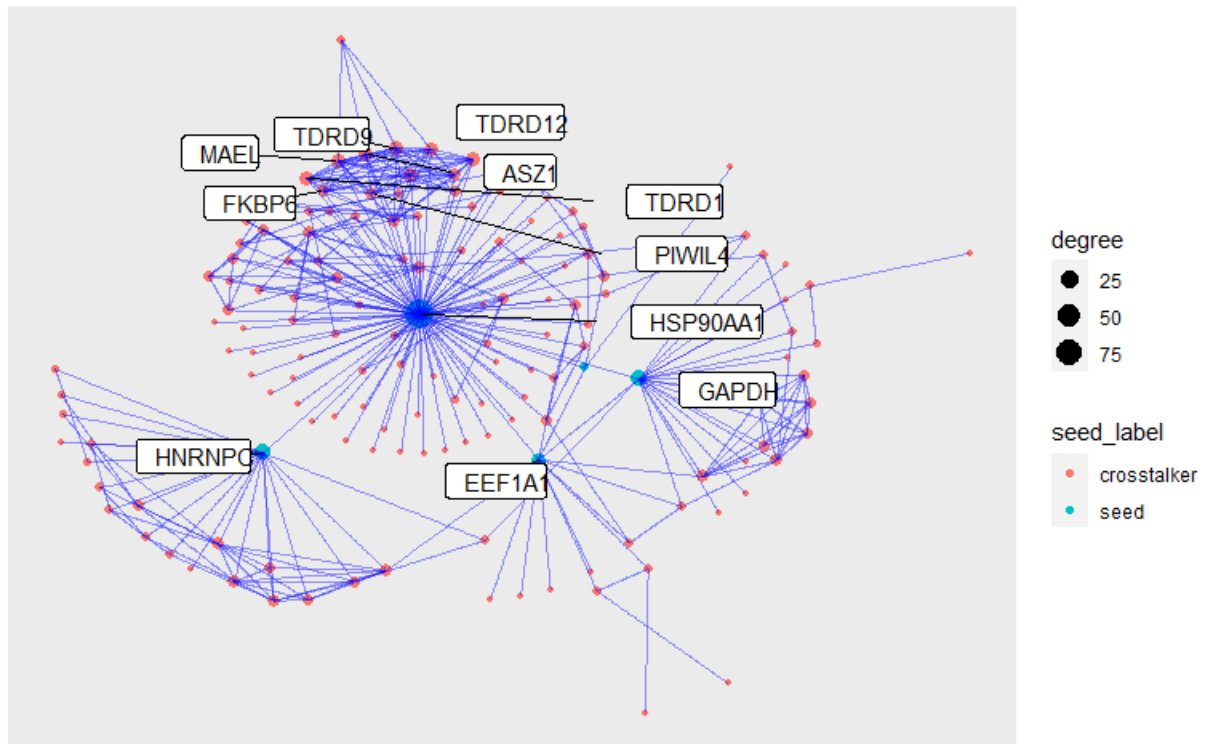 TDRD12
TDRD9
MAEL
ASZ1
FKBP6
TDRD1
PIWIL4
HSP90AA1
GAPDH
HNRNPC
EEF1A1
degree
25
50
75
seed_label
crosstalker
seed